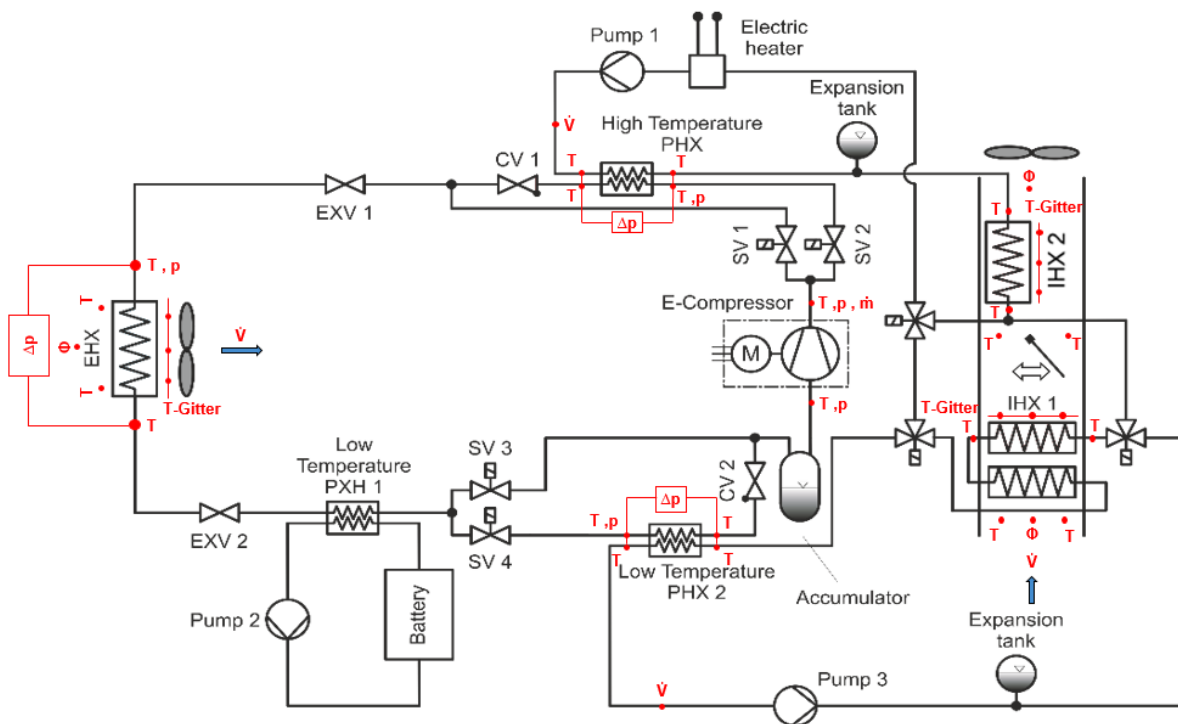 Electric
heater
Pump 1
Expansion
tank
V̇
High Temperature
PHX
CV 1
T
T
T
T ,p
Δp
EXV 1
SV 1
SV 2
Φ
T
T-Gitter
IHX 2
T
T , p
T
EHX
Δp
Φ
V̇
T
T-Gitter
T
E-Compressor
T ,p , ṁ
M
T ,p
T
T
IHX 1
T-Gitter
T
T
Low
Temperature
PXH 1
SV 3
CV 2
Δp
T ,p
T
T
T
SV 4
EXV 2
Low Temperature
PHX 2
T
Φ
T
V̇
Accumulator
Battery
Pump 2
Expansion
tank
V̇
Pump 3